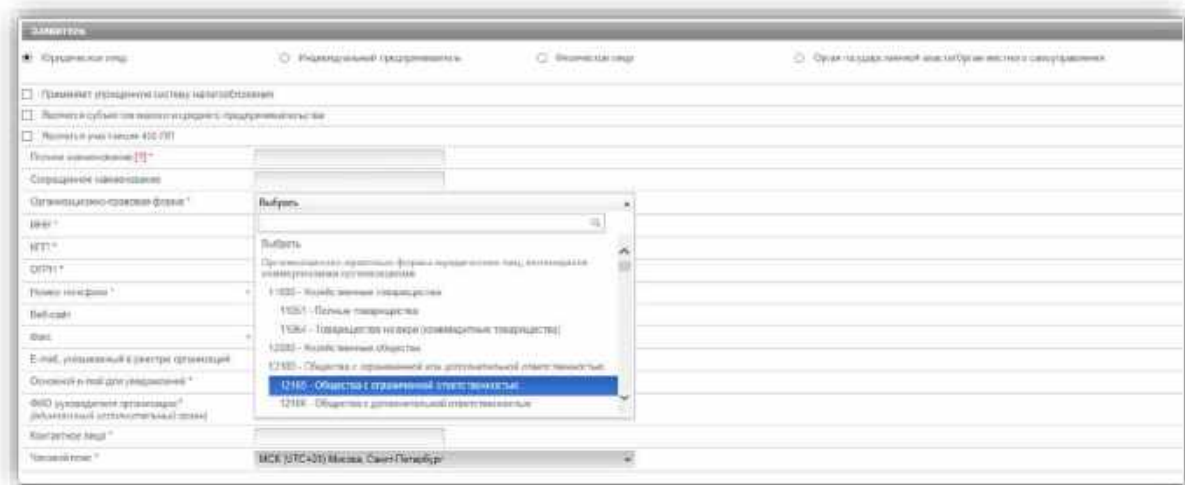 ЗАЯВИТЕЛЬ
Юридическое лицо
Индивидуальный предприниматель
Физическое лицо
Орган государственной власти/Орган местного самоуправления
Применяет упрощенную систему налогообложения
Является субъектом малого и среднего предпринимательства
Является участником 400-ПП
Полное наименование [?] *
Сокращенное наименование
Организационно-правовая форма *
Выбрать
ИНН *
Выбрать
КПП *
Организационно-правовые формы юридических лиц, являющихся
коммерческими организациями
ОГРН *
11000 - Хозяйственные товарищества
Номер телефона *
11051 - Полные товарищества
Веб-сайт
11064 - Товарищества на вере (коммандитные товарищества)
Факс
12000 - Хозяйственные общества
E-mail, указываемый в реестре организаций
12100 - Общества с ограниченной или дополнительной ответственностью
Основной e-mail для уведомлений *
12165 - Общества с ограниченной ответственностью
ФИО руководителя организации *
- Общества с дополнительной ответственностью
Контактное лицо *
Часовой пояс *
МСК (UTC+03) Москва, Санкт-Петербург